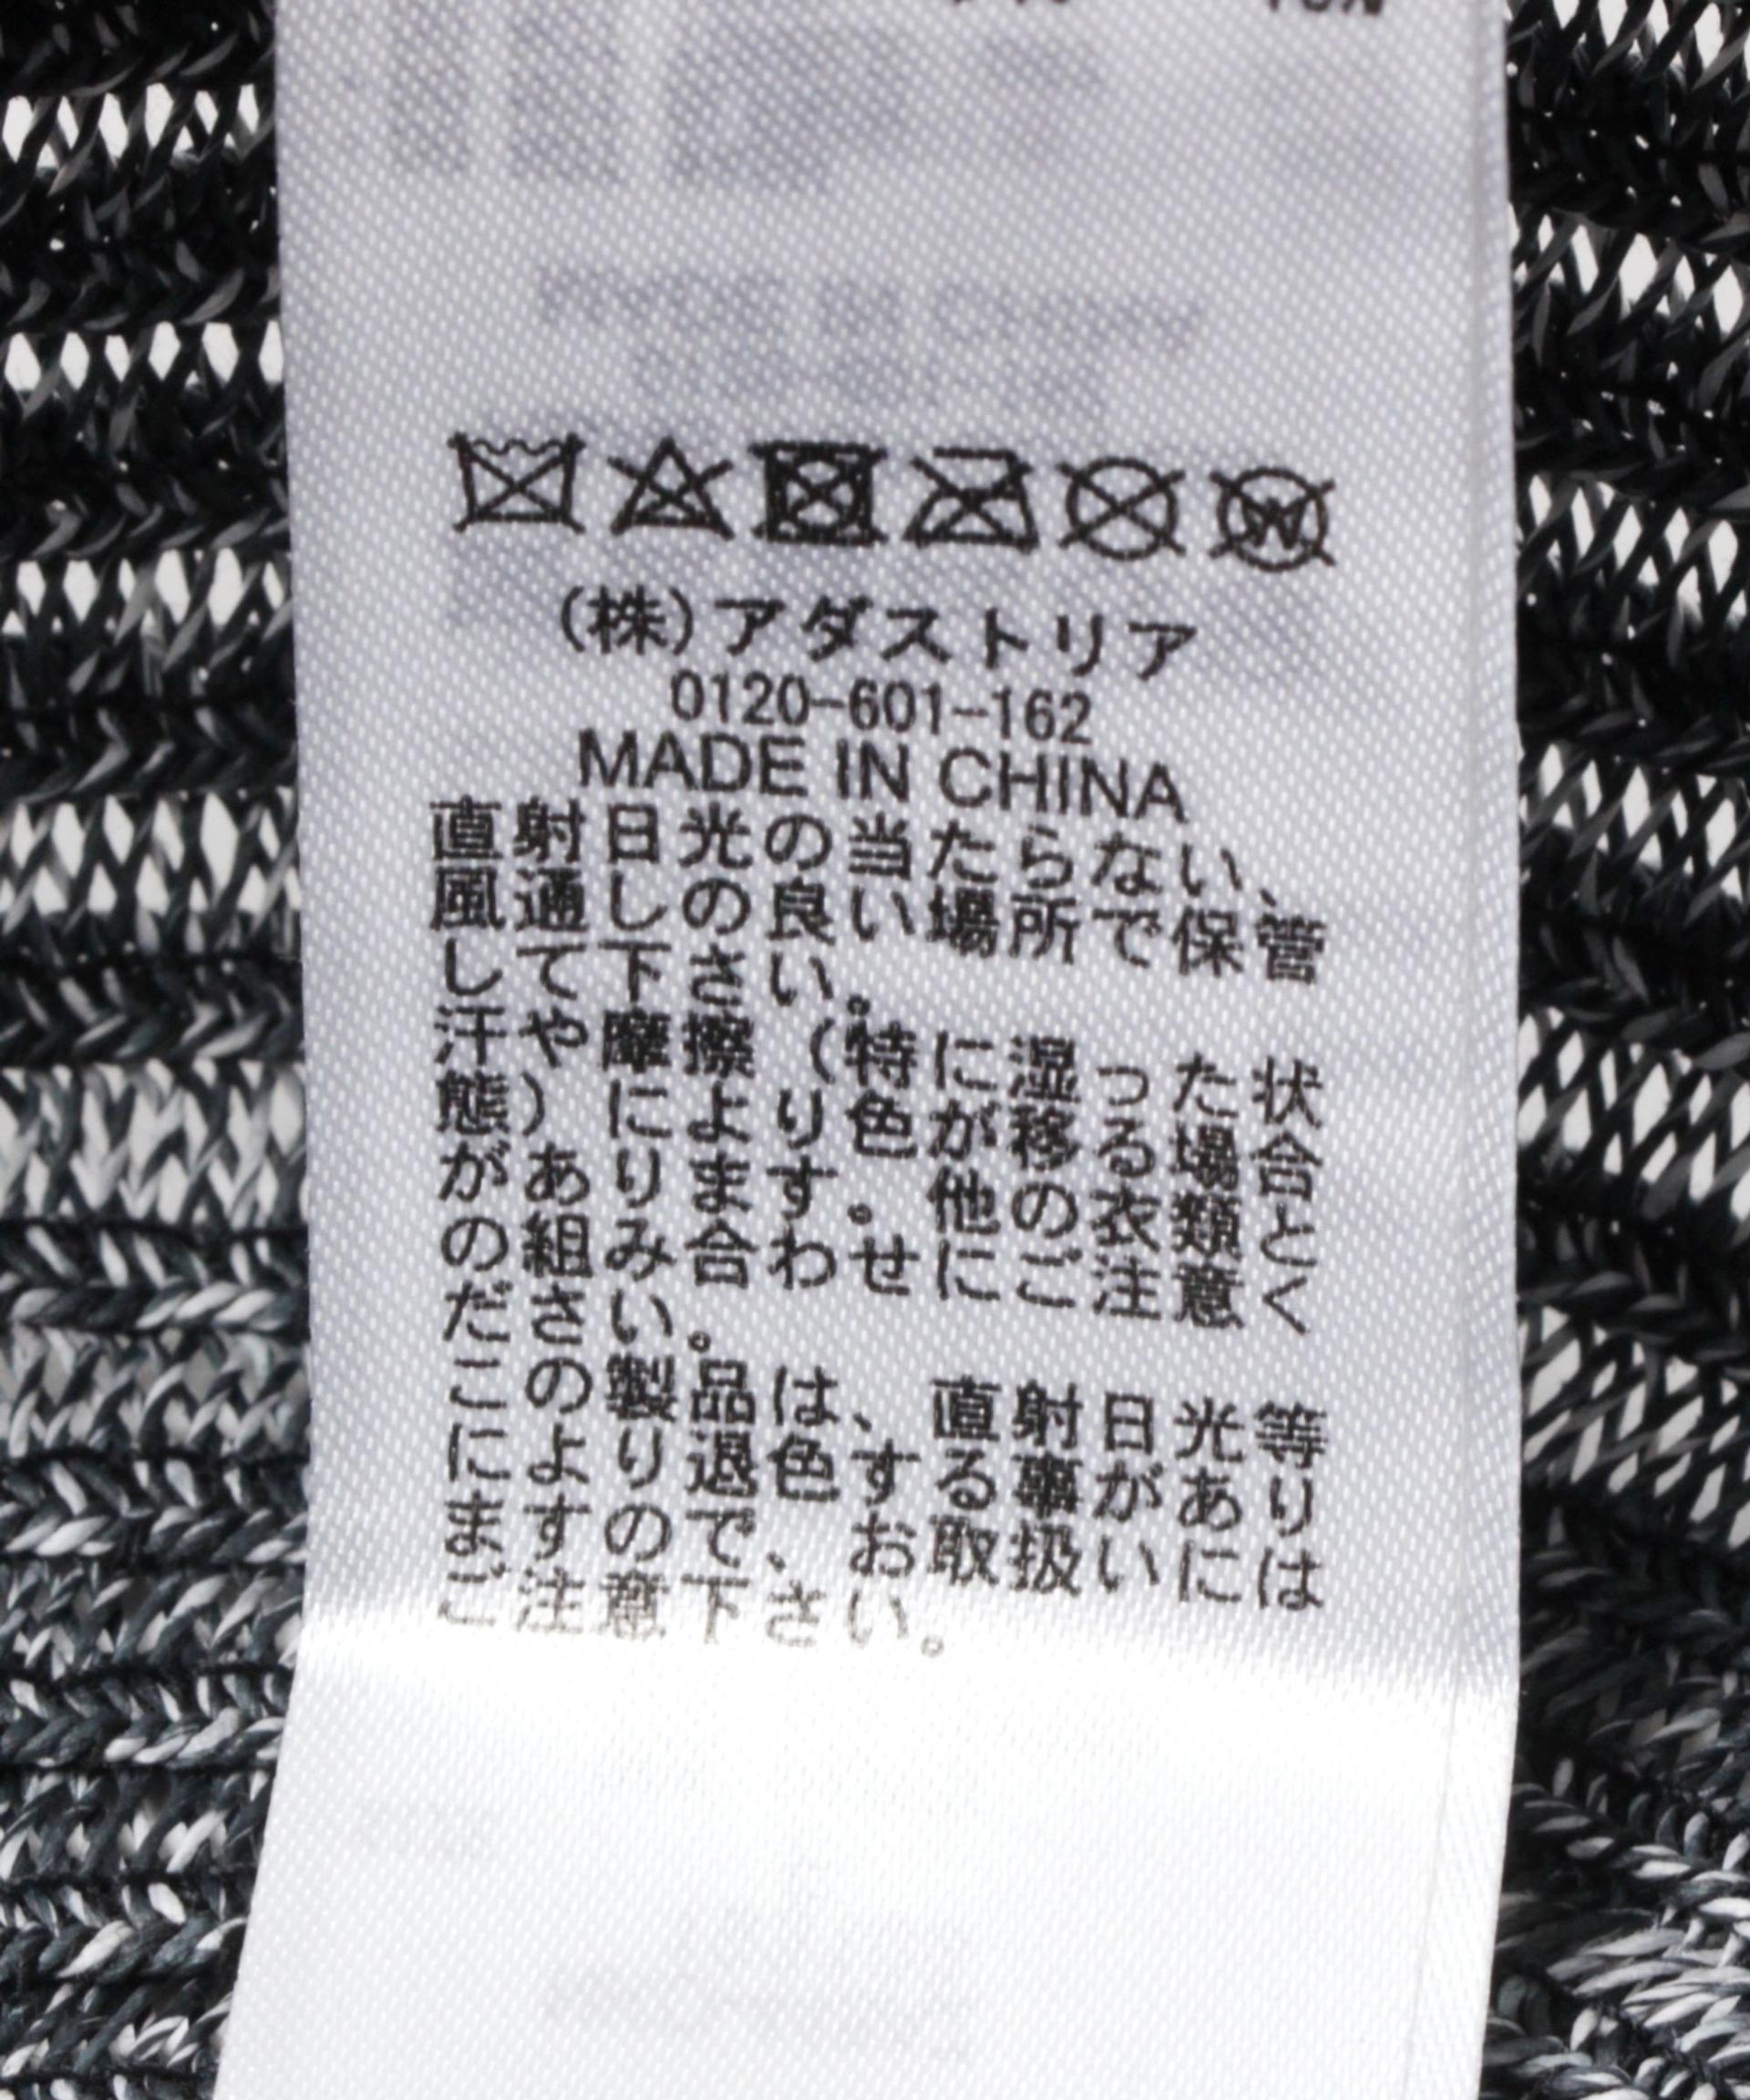 (株)アダストリア
0120-601-162
MADE IN CHINA
直射日光の当たらない、
風通しの良い場所で保管
して下さい。
汗や摩擦(特に湿った状
態)により色が移る場合
がありますす。他の衣類と
の組み合わせにご注意く
ださい。
この製品は、直射日光等
により退色する事があり
ますので、お取扱いには
ご注意下さい。